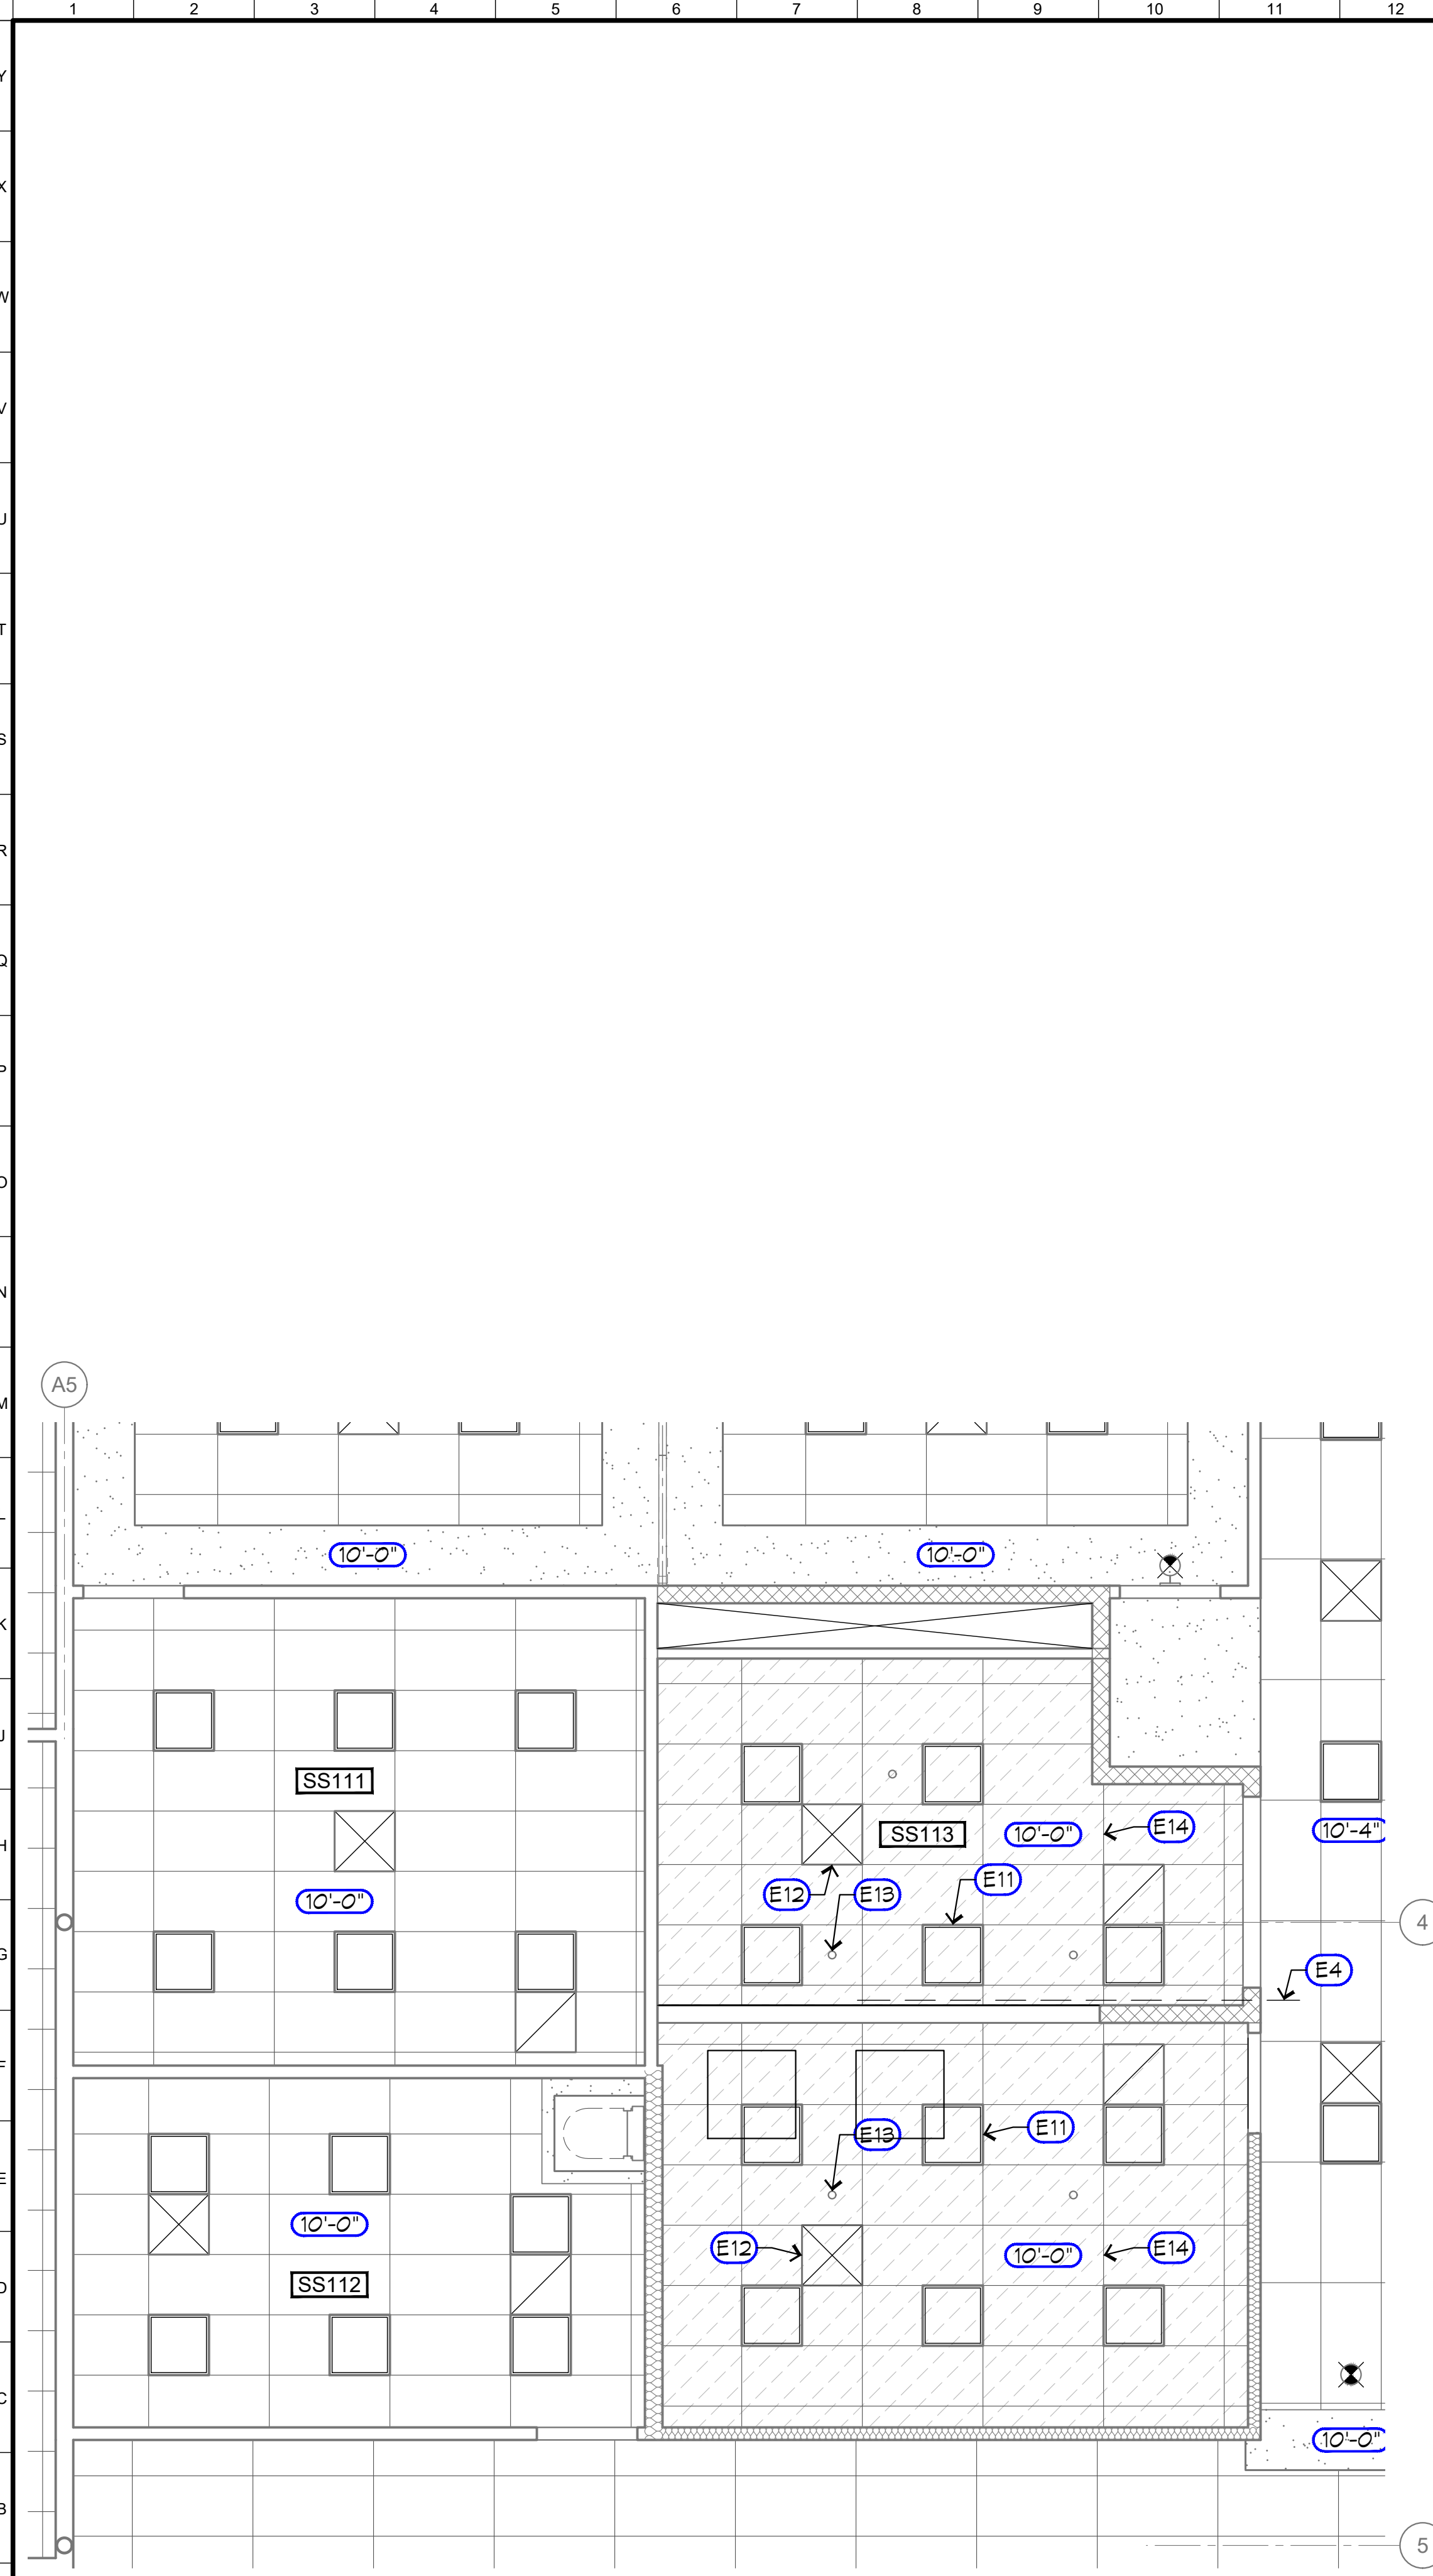 1 2 3 4 5 6 7 8 9 10 11 12
Y
X
W
V
U
T
S
R
Q
P
O
N
A5
M
L
10'-0" 10'-0"
K
J
SS111
10'-4"
H
SS113 10'-0" E14
E11
10'-0" E12 E13
4
G
E4
F
E13 E11
E
10'-0"
E12 10'-0" E14
D
SS112
C
10'-0"
B
5